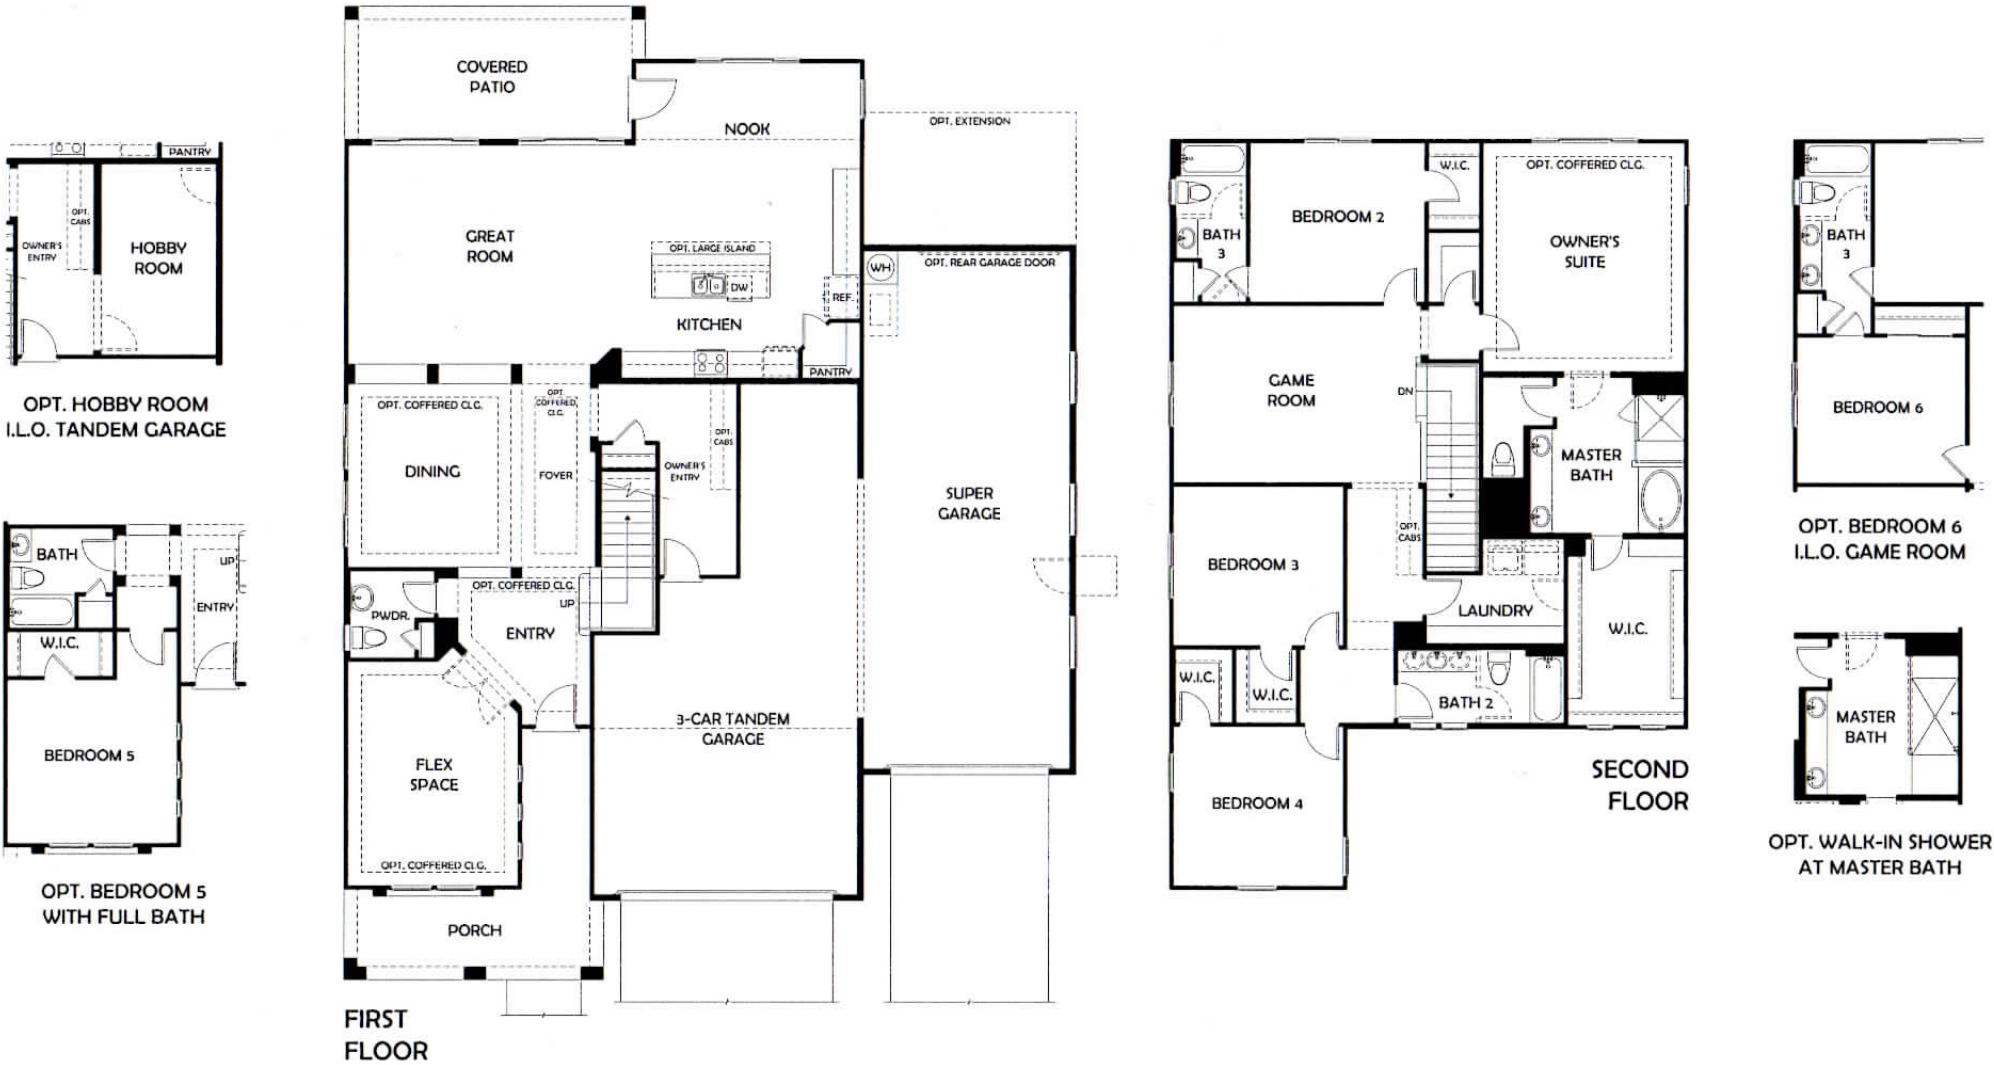 PANTRY
OPT.
CABS
OWNER'S
ENTRY
HOBBY
ROOM
OPT. HOBBY ROOM
I.L.O. TANDEM GARAGE
BATH
UP
ENTRY
W.I.C.
BEDROOM 5
OPT. BEDROOM 5
WITH FULL BATH
COVERED
PATIO
NOOK
OPT. EXTENSION
GREAT
ROOM
OPT. LARGE ISLAND
DW
REF.
KITCHEN
PANTRY
WH
OPT. REAR GARAGE DOOR
OPT. COFFERED CLG.
OPT.
COFFERED
CLG.
DINING
FOYER
OPT.
CABS
OWNER'S
ENTRY
SUPER
GARAGE
PWDR.
OPT. COFFERED CLG.
UP
ENTRY
3-CAR TANDEM
GARAGE
FLEX
SPACE
OPT. COFFERED CLG.
PORCH
FIRST
FLOOR
BATH
3
BEDROOM 2
W.I.C.
OPT. COFFERED CLG.
OWNER'S
SUITE
GAME
ROOM
DN
MASTER
BATH
OPT.
CABS
BEDROOM 3
LAUNDRY
W.I.C.
W.I.C.
W.I.C.
BATH 2
BEDROOM 4
SECOND
FLOOR
BATH
3
BEDROOM 6
OPT. BEDROOM 6
I.L.O. GAME ROOM
MASTER
BATH
OPT. WALK-IN SHOWER
AT MASTER BATH